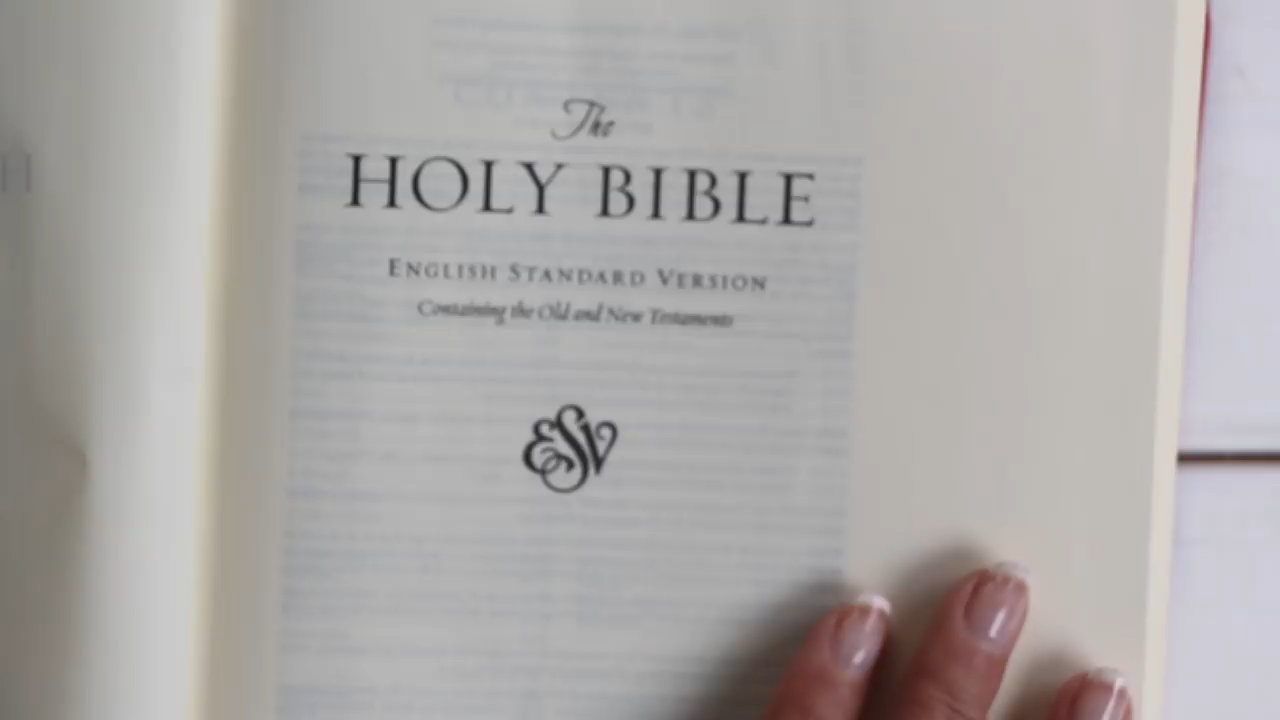 The
HOLY BIBLE
ENGLISH STANDARD VERSION
Containing the Old and New Testaments
ESV